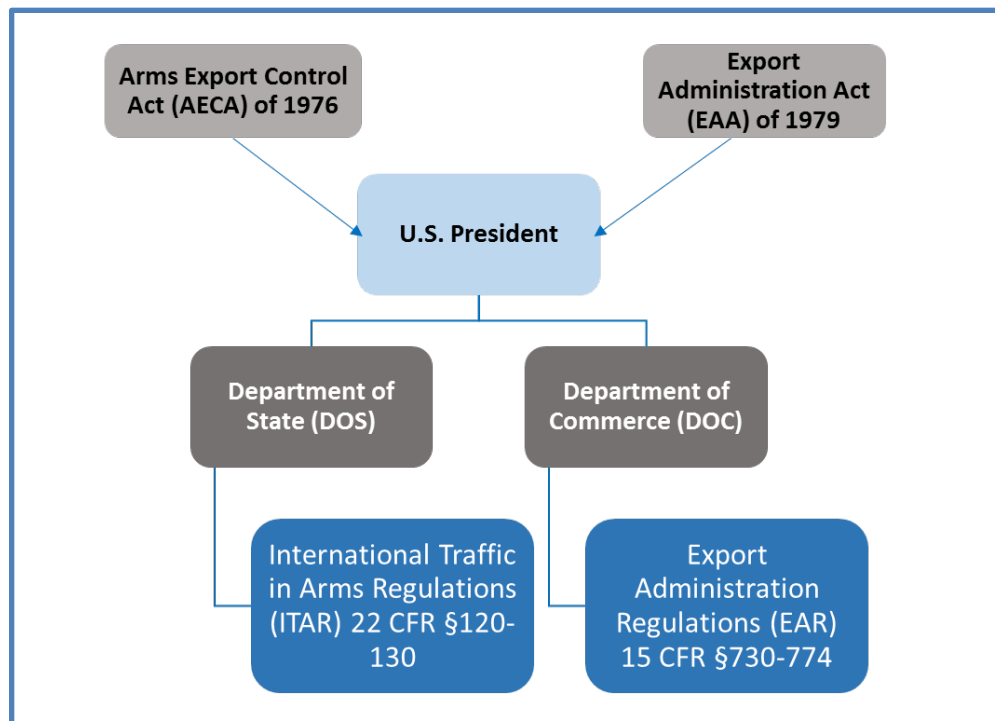 Arms Export Control
Act (AECA) of 1976
Export
Administration Act
(EAA) of 1979
U.S. President
Department of
State (DOS)
Department of
Commerce (DOC)
International Traffic
in Arms Regulations
(ITAR) 22 CFR §120-
130
Export
Administration
Regulations (EAR)
15 CFR §730-774